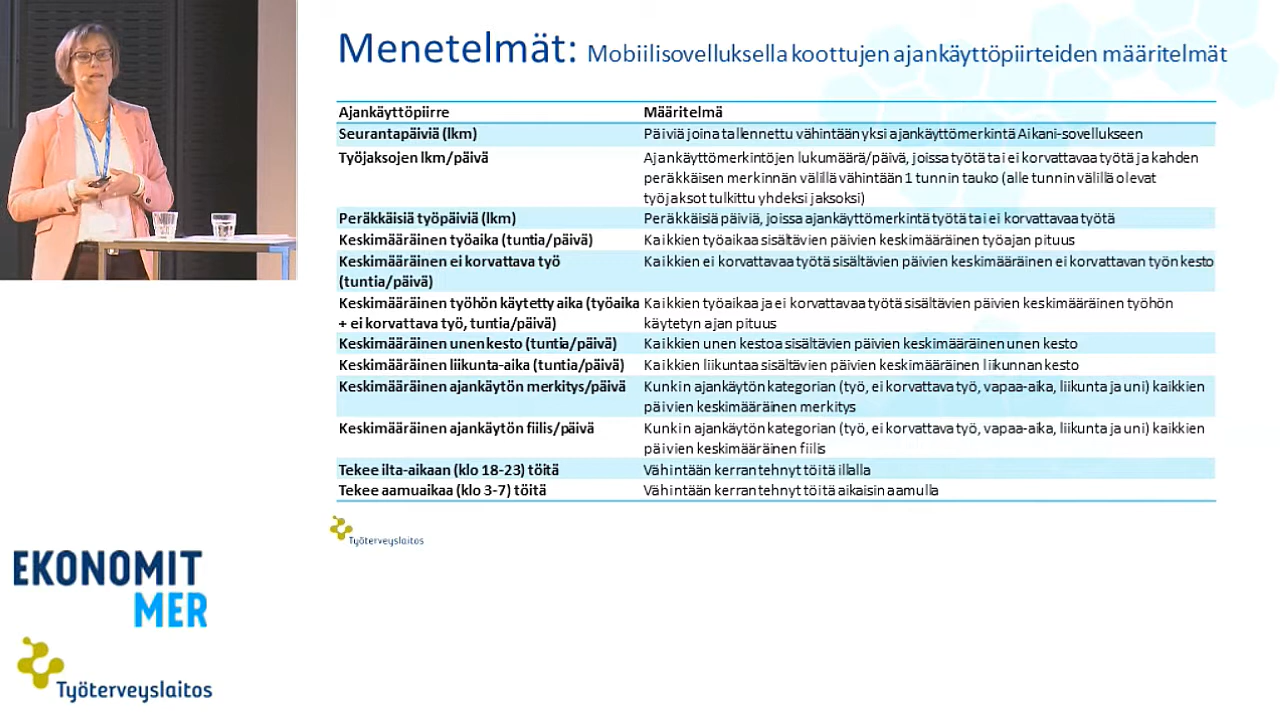 Menetelmät: Mobiilisovelluksella koottujen ajankäyttöpiirteiden määritelmät
Ajankäyttöpiirre Määritelmä
Seurantapäiviä (lkm) Päiviä joina tallennettu vähintään yksi ajankäyttömerkintä Aikani-sovellukseen
Työjaksojen lkm/päivä Ajankäyttömerkintöjen lukumäärä/päivä, joissa työtä tai ei korvattavaa työtä ja kahden
peräkkäisen merkinnän välillä vähintään 1 tunnin tauko (alle tunnin välillä olevat
työjaksot tulkittu yhdeksi jaksoksi)
Peräkkäisiä työpäiviä (lkm) Peräkkäisiä päiviä, joissa ajankäyttömerkintä työtä tai ei korvattavaa työtä
Keskimääräinen työaika (tuntia/päivä) Kaikkien työaikaa sisältävien päivien keskimääräinen työajan pituus
Keskimääräinen ei korvattava työ Kaikkien ei korvattavaa työtä sisältävien päivien keskimääräinen ei korvattavan työn kesto
(tuntia/päivä)
Keskimääräinen työhön käytetty aika (työaika Kaikkien työaikaa ja ei korvattavaa työtä sisältävien päivien keskimääräinen työhön
+ ei korvattava työ, tuntia/päivä) käytetyn ajan pituus
Keskimääräinen unen kesto (tuntia/päivä) Kaikkien unen kestoa sisältävien päivien keskimääräinen unen kesto
Keskimääräinen liikunta-aika (tuntia/päivä) Kaikkien liikuntaa sisältävien päivien keskimääräinen liikunnan kesto
Keskimääräinen ajankäytön merkitys/päivä Kunkin ajankäytön kategorian (työ, ei korvattava työ, vapaa-aika, liikunta ja uni) kaikkien
päivien keskimääräinen merkitys
Keskimääräinen ajankäytön fiilis/päivä Kunkin ajankäytön kategorian (työ, ei korvattava työ, vapaa-aika, liikunta ja uni) kaikkien
päivien keskimääräinen fiilis
Tekee ilta-aikaan (klo 18-23) töitä Vähintään kerran tehnyt töitä illalla
Tekee aamuaikaa (klo 3-7) töitä Vähintään kerran tehnyt töitä aikaisin aamulla
Työterveyslaitos
EKONOMIT
MER
Työterveyslaitos